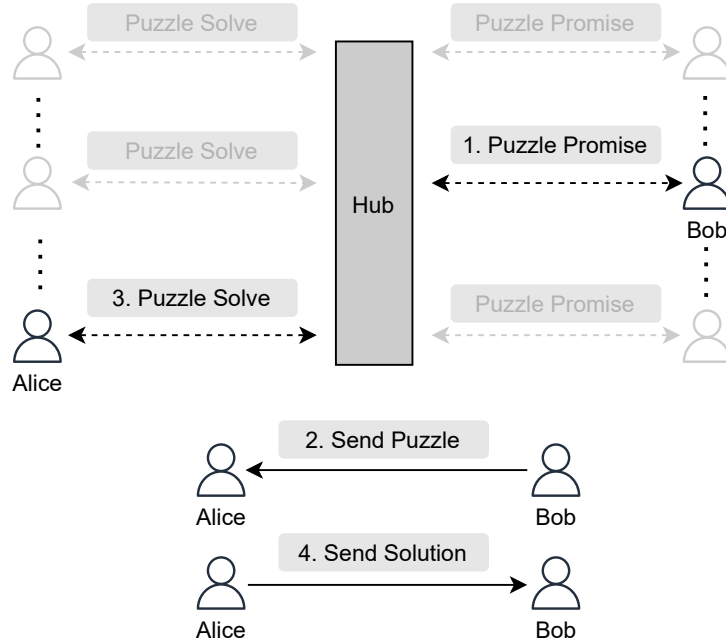 Puzzle Solve
Puzzle Promise
Puzzle Solve
1. Puzzle Promise
Hub
Bob
3. Puzzle Solve
Puzzle Promise
Alice
2. Send Puzzle
Alice
Bob
4. Send Solution
Alice
Bob